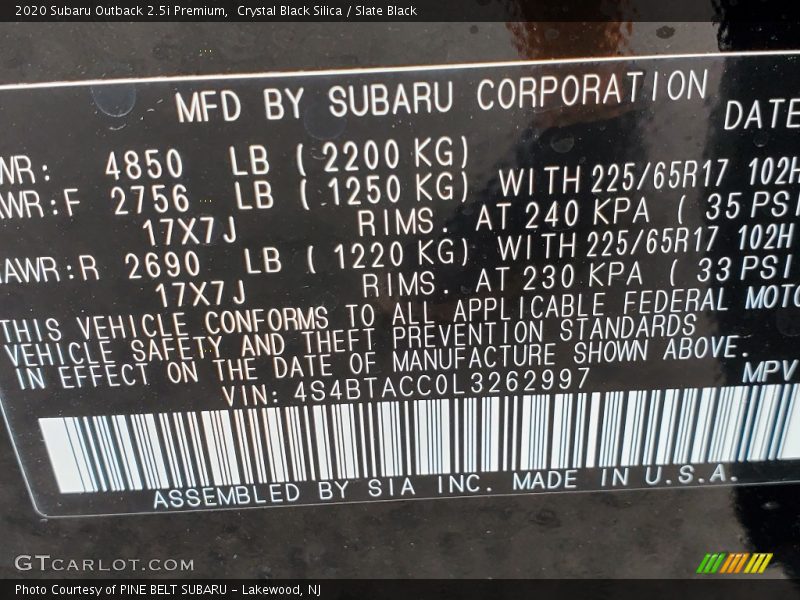 2020 Subaru Outback 2.5i Premium,  Crystal Black Silica / Slate Black
MFD BY SUBARU CORPORATION
DATE
WR: 4850 LB ( 2200 KG)
AWR:F 2756 LB ( 1250 KG) WITH 225/65R17 102H
17X7J RIMS. AT 240 KPA ( 35 PSI
AWR:R 2690 LB ( 1220 KG) WITH 225/65R17 102H
17X7J RIMS. AT 230 KPA ( 33 PSI
THIS VEHICLE CONFORMS TO ALL APPLICABLE FEDERAL MOTO
VEHICLE SAFETY AND THEFT PREVENTION STANDARDS
IN EFFECT ON THE DATE OF MANUFACTURE SHOWN ABOVE.
VIN: 4S4BTACC0L3262997 MPV
ASSEMBLED BY SIA INC. MADE IN U.S.A.
GTCARLOT.COM
Photo Courtesy of PINE BELT SUBARU - Lakewood, NJ